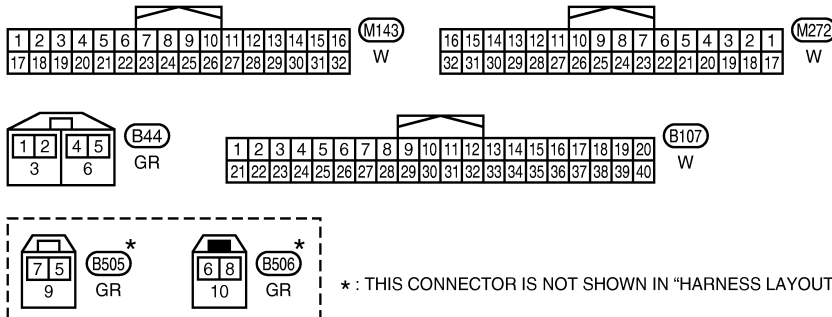 1 2 3 4 5 6 7 8 9 10 11 12 13 14 15 16
17 18 19 20 21 22 23 24 25 26 27 28 29 30 31 32
M143
W
16 15 14 13 12 11 10 9 8 7 6 5 4 3 2 1
32 31 30 29 28 27 26 25 24 23 22 21 20 19 18 17
M272
W
1 2 4 5
3 6
B44
GR
1 2 3 4 5 6 7 8 9 10 11 12 13 14 15 16 17 18 19 20
21 22 23 24 25 26 27 28 29 30 31 32 33 34 35 36 37 38 39 40
B107
W
7 5
9
B505 *
GR
6 8
10
B506 *
GR
* : THIS CONNECTOR IS NOT SHOWN IN “HARNESS LAYOUT